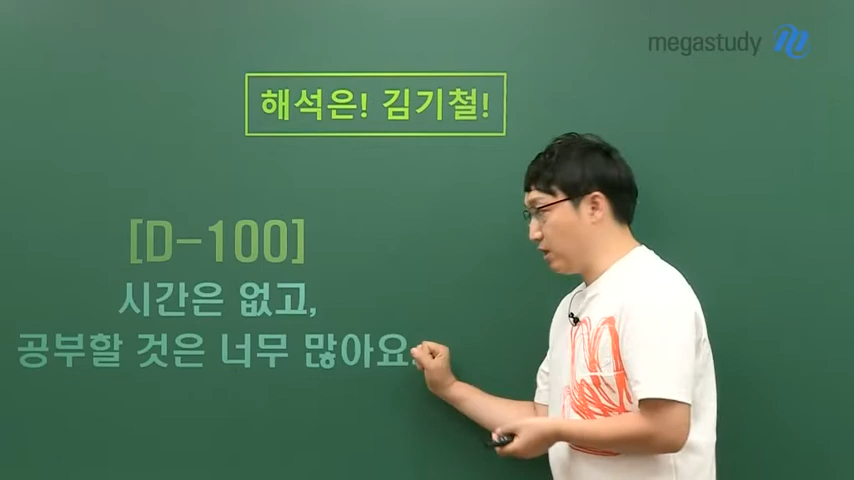 megastudy
해석은! 김기철!
[D-100]
시간은 없고,
공부할 것은 너무 많아요.